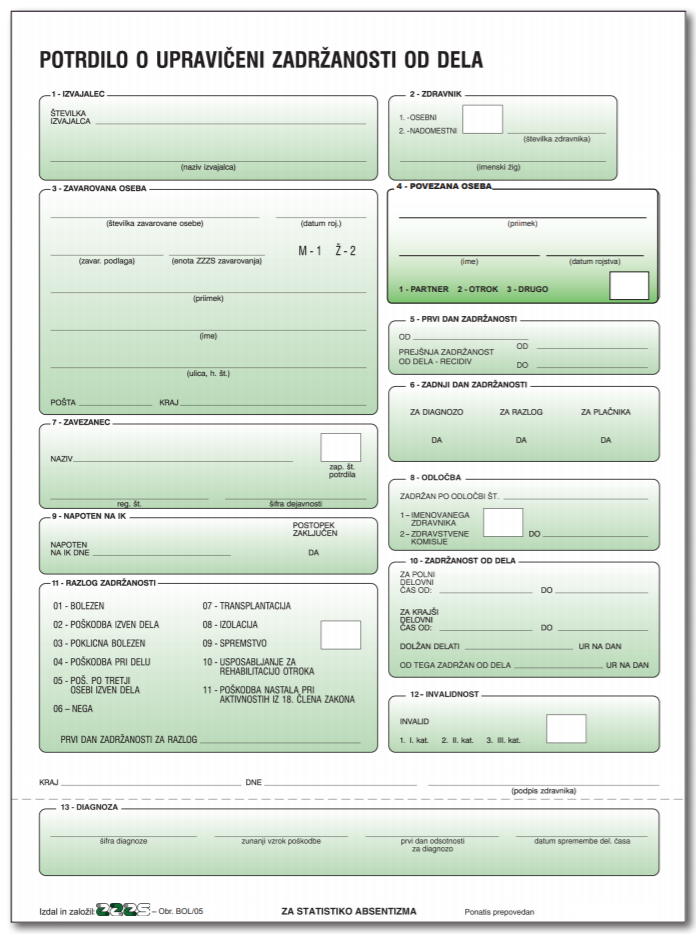 POTRDILO O UPRAVIČENI ZADRŽANOSTI OD DELA
1 - IZVAJALEC
ŠTEVILKA
IZVAJALCA
(naziv izvajalca)
2 - ZDRAVNIK
1. -OSEBNI
2. -NADOMESTNI
(številka zdravnika)
(imenski žig)
3 - ZAVAROVANA OSEBA
(številka zavarovane osebe) (datum roj.)
M - 1 Ž - 2
(zavar. podlaga) (enota ZZZS zavarovanja)
(priimek)
(ime)
(ulica, h. št.)
POŠTA KRAJ
4 - POVEZANA OSEBA
(priimek)
(ime) (datum rojstva)
1 - PARTNER 2 - OTROK 3 - DRUGO
5 - PRVI DAN ZADRŽANOSTI
OD
PREJŠNJA ZADRŽANOST
OD DELA - RECIDIV
OD
DO
6 - ZADNJI DAN ZADRŽANOSTI
ZA DIAGNOZO ZA RAZLOG ZA PLAČNIKA
DA DA DA
7 - ZAVEZANEC
NAZIV
zap. št.
potrdila
reg. št. šifra dejavnosti
8 - ODLOČBA
ZADRŽAN PO ODLOČBI ŠT.
1 – IMENOVANEGA
ZDRAVNIKA
2 – ZDRAVSTVENE
KOMISIJE
DO
9 - NAPOTEN NA IK
POSTOPEK
ZAKLJUČEN
NAPOTEN
NA IK DNE
DA
10 - ZADRŽANOST OD DELA
ZA POLNI
DELOVNI
ČAS OD: DO
ZA KRAJŠI
DELOVNI
ČAS OD: DO
DOLŽAN DELATI UR NA DAN
OD TEGA ZADRŽAN OD DELA UR NA DAN
11 - RAZLOG ZADRŽANOSTI
01 - BOLEZEN
02 - POŠKODBA IZVEN DELA
03 - POKLICNA BOLEZEN
04 - POŠKODBA PRI DELU
05 - POŠ. PO TRETJI
OSEBI IZVEN DELA
06 – NEGA
07 - TRANSPLANTACIJA
08 - IZOLACIJA
09 - SPREMSTVO
10 - USPOSABLJANJE ZA
REHABILITACIJO OTROKA
11 - POŠKODBA NASTALA PRI
AKTIVNOSTIH IZ 18. ČLENA ZAKONA
PRVI DAN ZADRŽANOSTI ZA RAZLOG
12 – INVALIDNOST
INVALID
1. I. kat. 2. II. kat. 3. III. kat.
KRAJ DNE
(podpis zdravnika)
13 - DIAGNOZA
šifra diagnoze
zunanji vzrok poškodbe
prvi dan odsotnosti
za diagnozo
datum spremembe del. časa
Izdal in založil: ZZZS – Obr. BOL/05 ZA STATISTIKO ABSENTIZMA Ponatis prepovedan